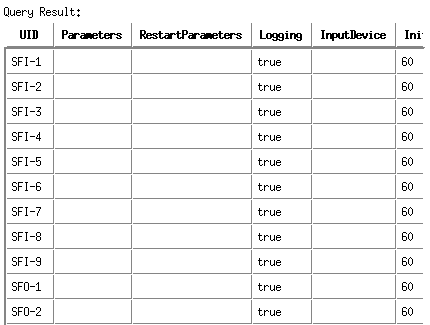 Query Result:
UID Parameters RestartParameters Logging InputDevice Ini
SFI-1 true 60
SFI-2 true 60
SFI-3 true 60
SFI-4 true 60
SFI-5 true 60
SFI-6 true 60
SFI-7 true 60
SFI-8 true 60
SFI-9 true 60
SFO-1 true 60
SFO-2 true 60